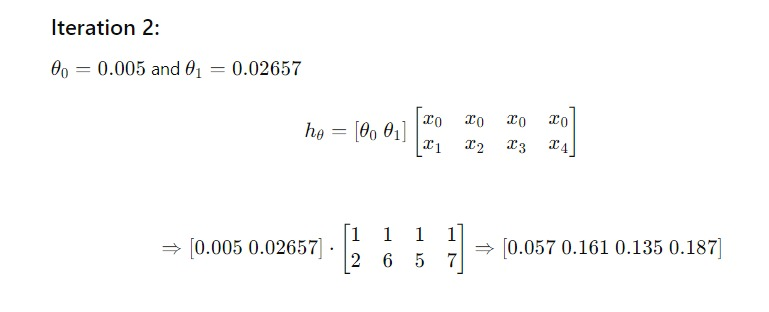 Iteration 2:
θ₀ = 0.005 and θ₁ = 0.02657
h_θ = [θ₀ θ₁] [x₀ x₀ x₀ x₀
x₁ x₂ x₃ x₄]
⇒ [0.005 0.02657] · [1 1 1 1
2 6 5 7] ⇒ [0.057 0.161 0.135 0.187]